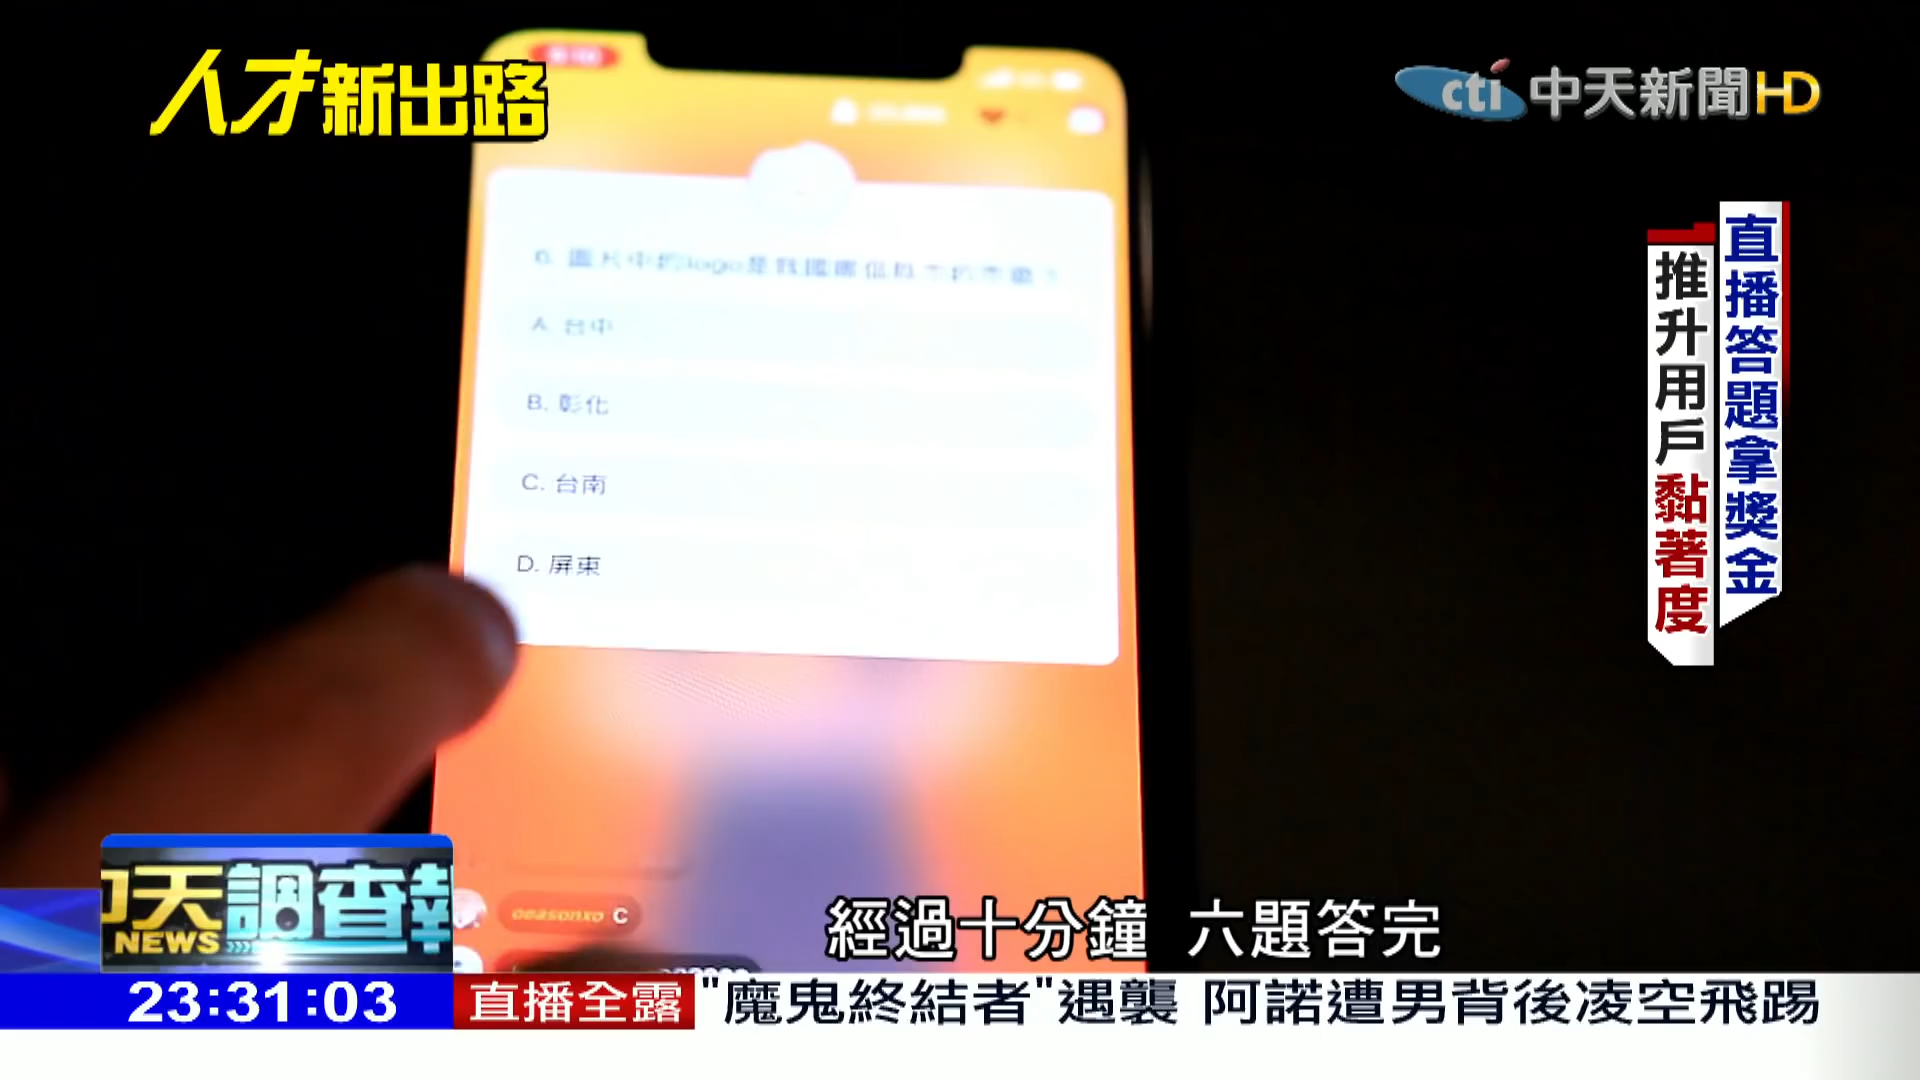 人才新出路
cti 中天新聞HD
直播答題拿獎金
推升用戶黏著度
A. 台中
B. 彰化
C. 台南
D. 屏東
oeasonxo C
中天調查報
NEWS
經過十分鐘 六題答完
23:31:03
直播全露
"魔鬼終結者"遇襲 阿諾遭男背後凌空飛踢